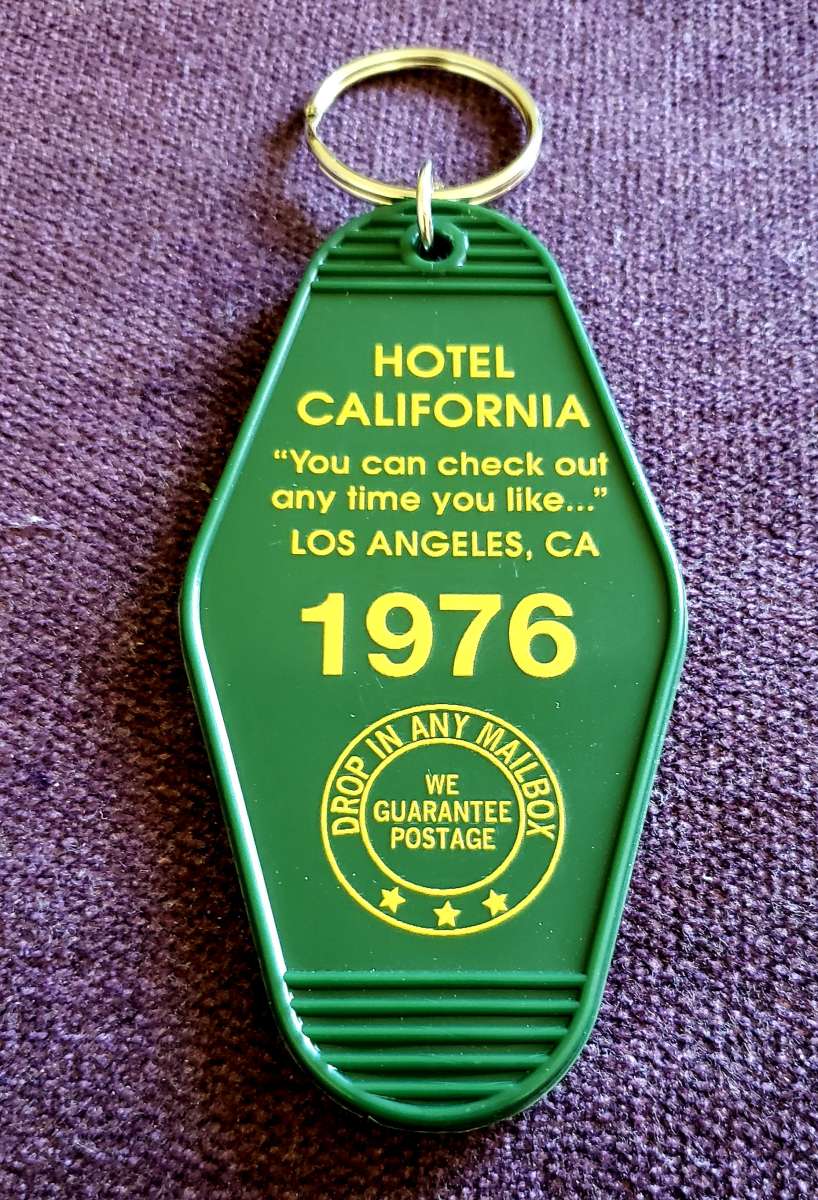 HOTEL
CALIFORNIA
“You can check out
any time you like...”
LOS ANGELES, CA
1976
DROP IN ANY MAILBOX
WE
GUARANTEE
POSTAGE